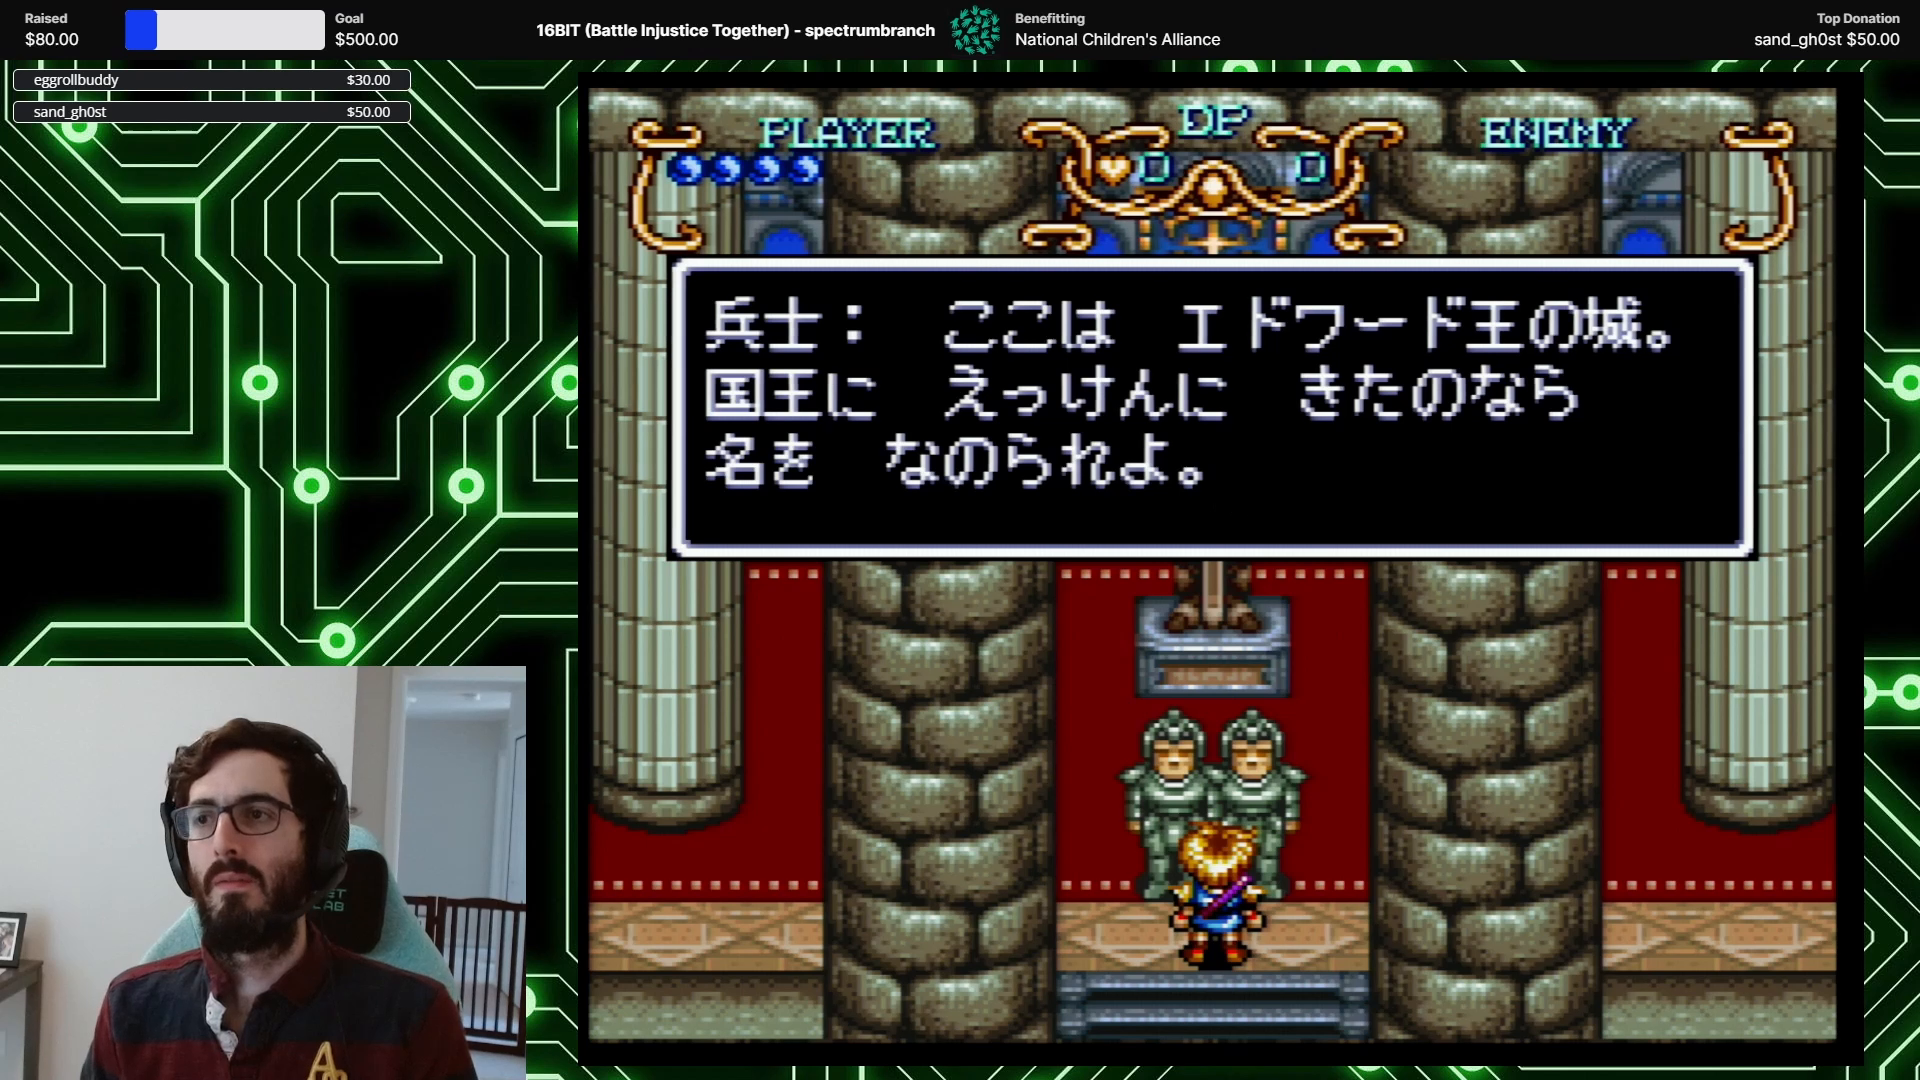 Raised
$80.00
Goal
$500.00
16BIT (Battle Injustice Together) - spectrumbranch
Benefitting
National Children's Alliance
Top Donation
sand_gh0st $50.00
eggrollbuddy $30.00
sand_gh0st $50.00
PLAYER
DP
ENEMY
0 0
兵士： ここは エドワード王の城。
国王に えっけんに きたのなら
名を なのられよ。